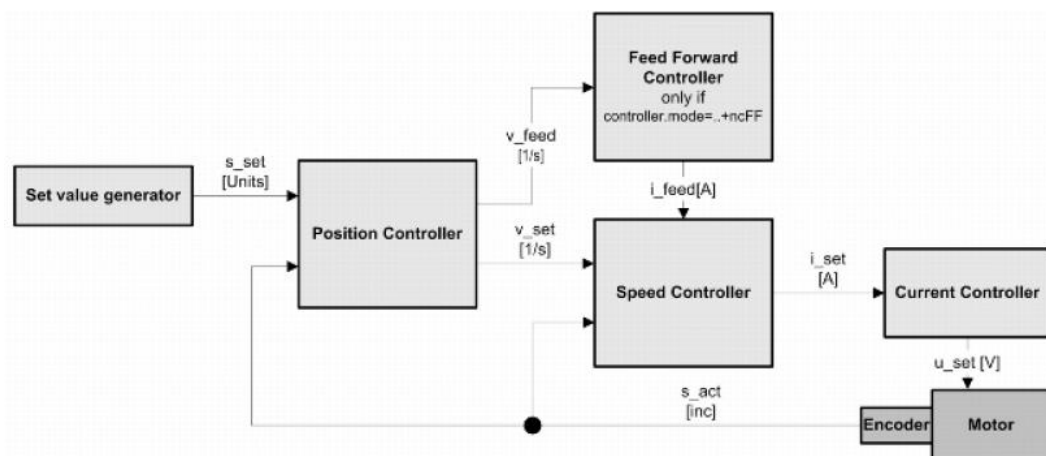 Feed Forward
Controller
only if
controller.mode=..+ncFF
v_feed
[1/s]
s_set
[Units]
Set value generator
i_feed[A]
Position Controller
v_set
[1/s]
Speed Controller
i_set
[A]
Current Controller
u_set [V]
s_act
[inc]
Encoder
Motor